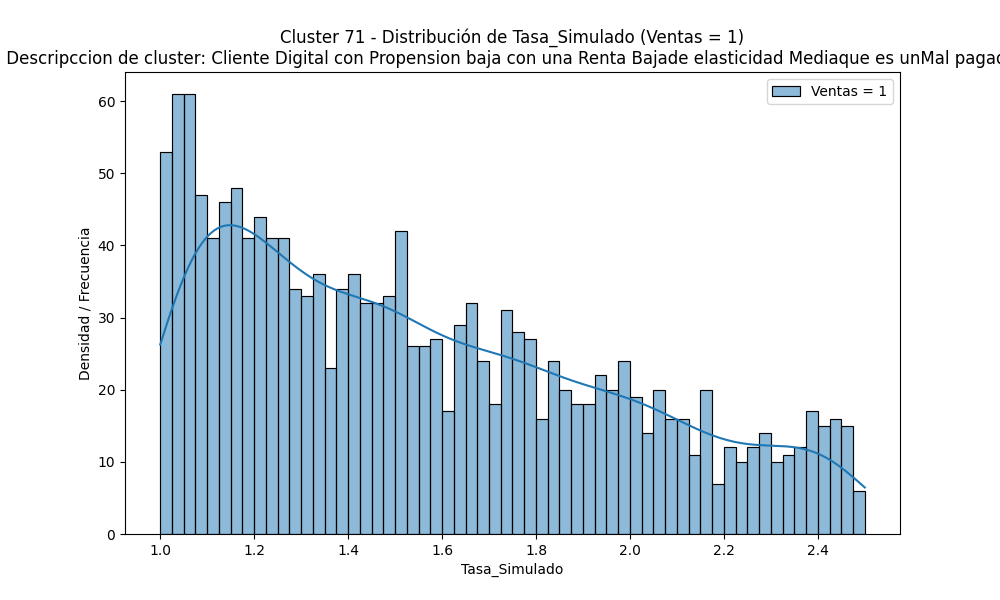 Cluster 71 - Distribución de Tasa_Simulado (Ventas = 1)
Descripccion de cluster: Cliente Digital con Propension baja con una Renta Bajade elasticidad Mediaque es unMal pagad
Ventas = 1
Densidad / Frecuencia
60
50
40
30
20
10
0
1.0 1.2 1.4 1.6 1.8 2.0 2.2 2.4
Tasa_Simulado